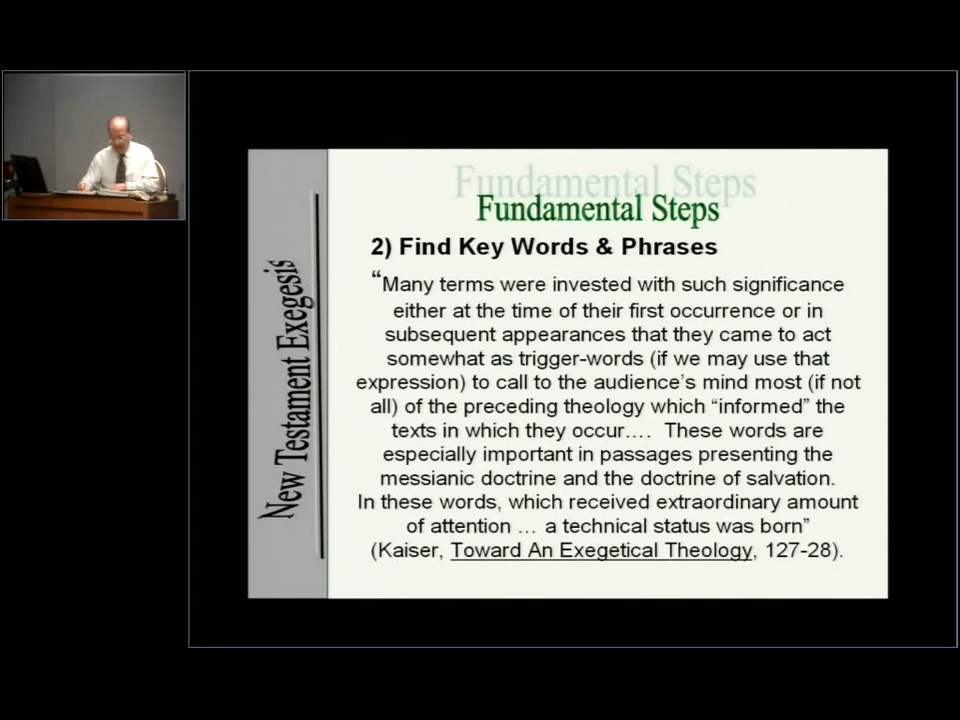 New Testament Exegesis
Fundamental Steps
Fundamental Steps
2) Find Key Words & Phrases
“Many terms were invested with such significance
either at the time of their first occurrence or in
subsequent appearances that they came to act
somewhat as trigger-words (if we may use that
expression) to call to the audience’s mind most (if not
all) of the preceding theology which “informed” the
texts in which they occur…. These words are
especially important in passages presenting the
messianic doctrine and the doctrine of salvation.
In these words, which received extraordinary amount
of attention … a technical status was born”
(Kaiser, Toward An Exegetical Theology, 127-28).